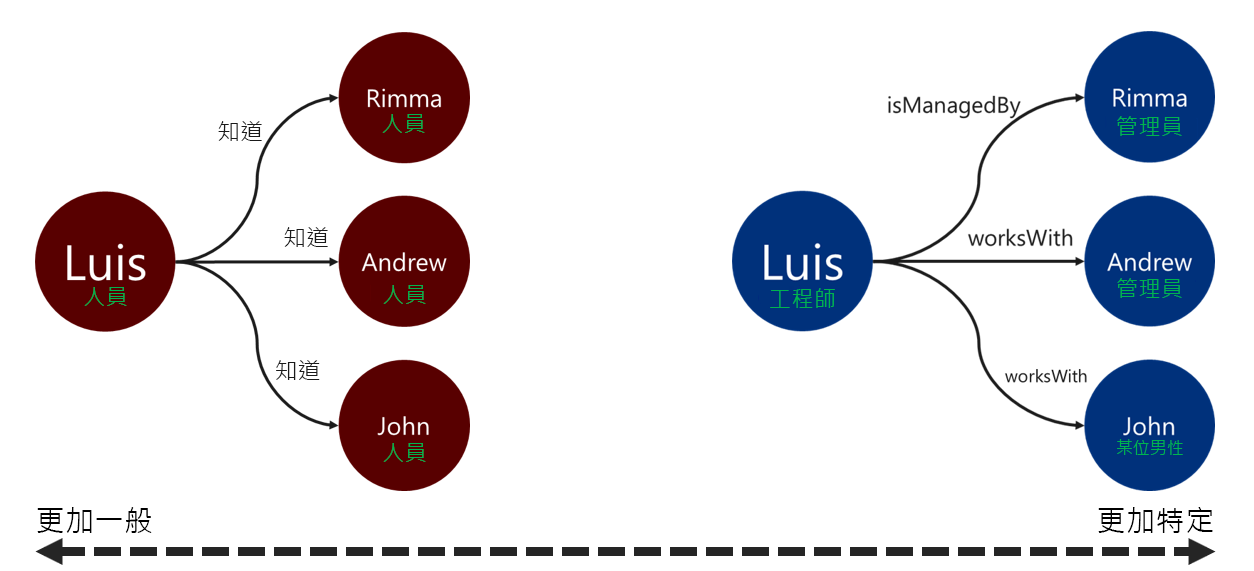 Rimma
人員
知道
Luis
人員
知道
Andrew
人員
知道
John
人員
isManagedBy
Rimma
管理員
Luis
工程師
worksWith
Andrew
管理員
worksWith
John
某位男性
更加一般
更加特定